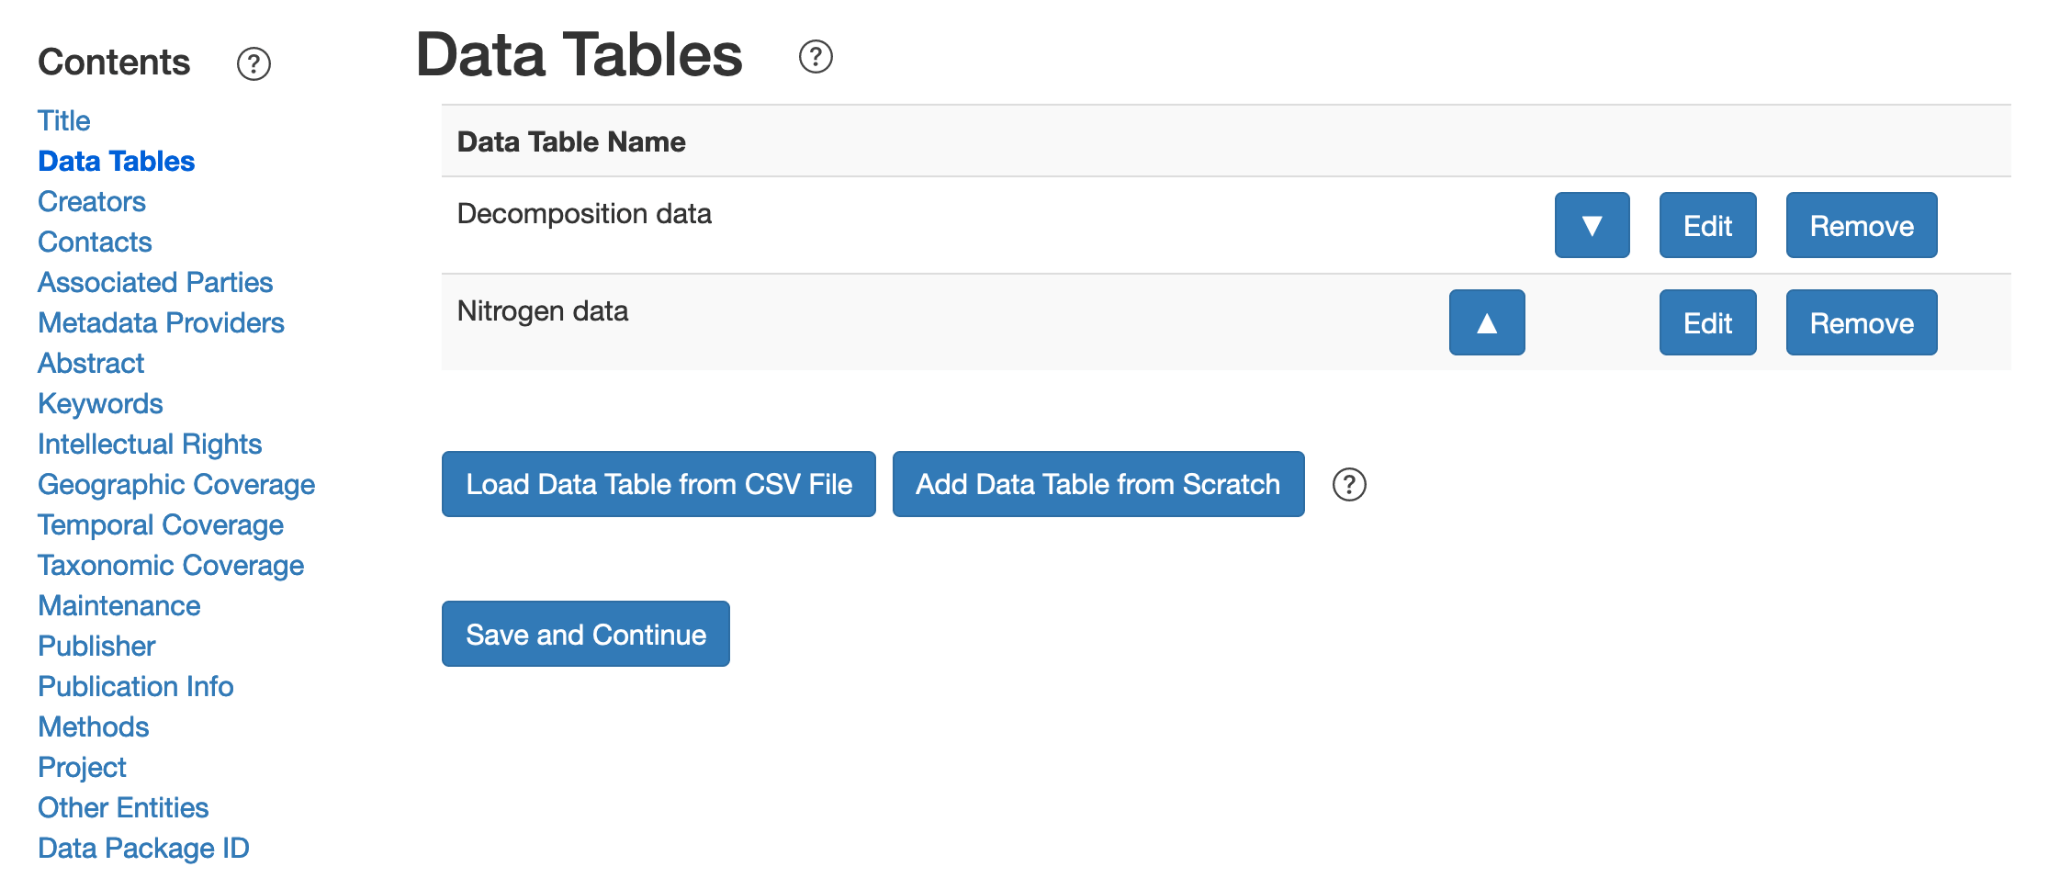 Contents ?
Title
Data Tables
Creators
Contacts
Associated Parties
Metadata Providers
Abstract
Keywords
Intellectual Rights
Geographic Coverage
Temporal Coverage
Taxonomic Coverage
Maintenance
Publisher
Publication Info
Methods
Project
Other Entities
Data Package ID
Data Tables ?
Data Table Name
Decomposition data ▼ Edit Remove
Nitrogen data ▲ Edit Remove
Load Data Table from CSV File Add Data Table from Scratch ?
Save and Continue